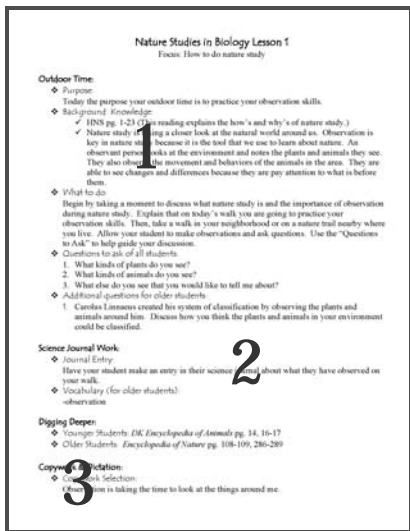 Nature Studies in Biology Lesson 1
Focus: How to do nature study
Outdoor Time:
❖ Purpose
Today the purpose your outdoor time is to practice your observation skills.
❖ Background Knowledge
✓ HNS pg. 1-23 (This reading explains the how's and why's of nature study.)
✓ Nature study is taking a closer look at the natural world around us. Observation is
key in nature study because it is the tool that we use to learn about nature. An
observant person looks at the environment and notes the plants and animals they see.
They also observe the movement and behaviors of the animals in the area. They are
able to see changes and differences because they are pay attention to what is before
them.
1
❖ What to do
Begin by taking a moment to discuss what nature study is and the importance of observation
during nature study. Explain that on today's walk you are going to practice your
observation skills. Then, take a walk in your neighborhood or on a nature trail nearby where
you live. Allow your student to make observations and ask questions. Use the "Questions
to Ask" to help guide your discussion.
❖ Questions to ask of all students:
1. What kinds of plants do you see?
2. What kinds of animals do you see?
3. What else do you see that you would like to tell me about?
❖ Additional questions for older students
1. Carolus Linnaeus created his system of classification by observing the plants and
animals around him. Discuss how you think the plants and animals in your environment
could be classified.
Science Journal Work:
❖ Journal Entry:
Have your student make an entry in their science journal about what they have observed on
your walk.
2
❖ Vocabulary (for older students):
-observation
Digging Deeper:
❖ Younger Students: DK Encyclopedia of Animals pg. 14, 16-17
❖ Older Students: Encyclopedia of Nature pg. 108-109, 286-289
Copywork & Dictation:
❖ Copywork Selection:
Observation is taking the time to look at the things around me.
3